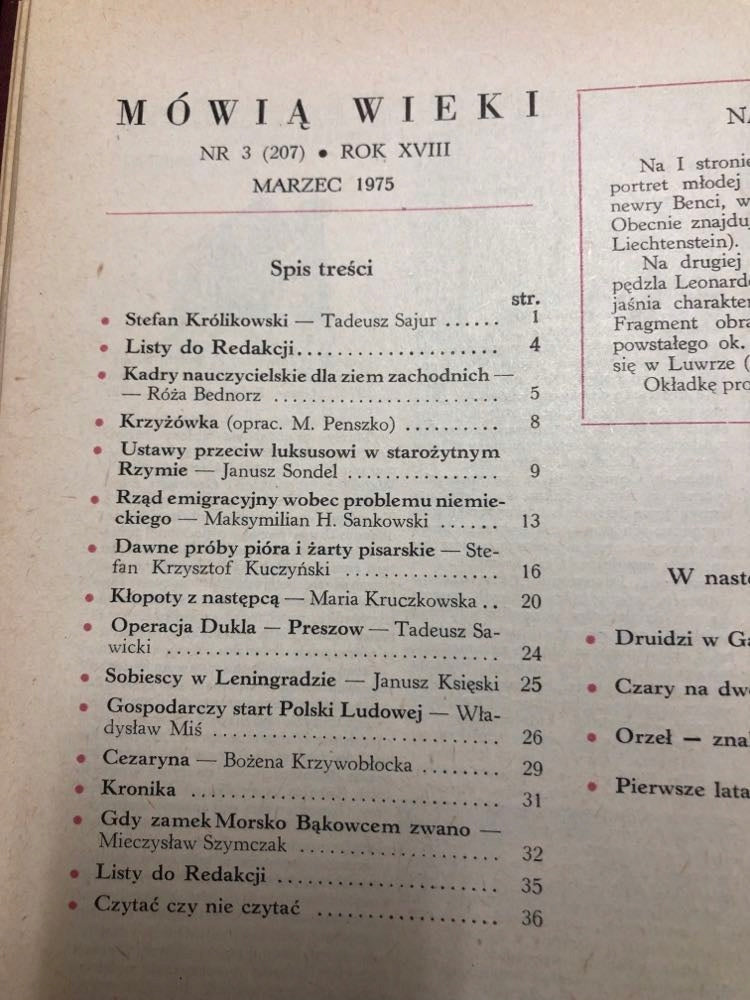 MÓWIĄ WIEKI
NR 3 (207) • ROK XVIII
MARZEC 1975
Spis treści
str.
• Stefan Królikowski — Tadeusz Sajur ...... 1
• Listy do Redakcji.................... 4
• Kadry nauczycielskie dla ziem zachodnich —
— Róża Bednorz ...................... 5
• Krzyżówka (oprac. M. Penszko) .......... 8
• Ustawy przeciw luksusowi w starożytnym
Rzymie — Janusz Sondel ............... 9
• Rząd emigracyjny wobec problemu niemie-
ckiego — Maksymilian H. Sankowski ...... 13
• Dawne próby pióra i żarty pisarskie — Ste-
fan Krzysztof Kuczyński ............... 16
• Kłopoty z następcą — Maria Kruczkowska .. 20
• Operacja Dukla — Preszow — Tadeusz Sa-
wicki ................................ 24
• Sobiescy w Leningradzie — Janusz Księski 25
• Gospodarczy start Polski Ludowej — Wła-
dysław Miś ........................... 26
• Cezaryna — Bożena Krzywobłocka ........ 29
• Kronika .............................. 31
• Gdy zamek Morsko Bąkowcem zwano —
Mieczysław Szymczak .................. 32
• Listy do Redakcji ..................... 35
• Czytać czy nie czytać ................. 36
Na I stronie
portret młodej
newry Benci, w
Obecnie znajdu
Liechtenstein).
Na drugiej
pędzla Leonard
jaśnia charakter
Fragment obra
powstałego ok.
się w Luwrze (
Okładkę pro
W nast
• Druidzi w Ga
• Czary na dw
• Orzeł — zna
• Pierwsze lata